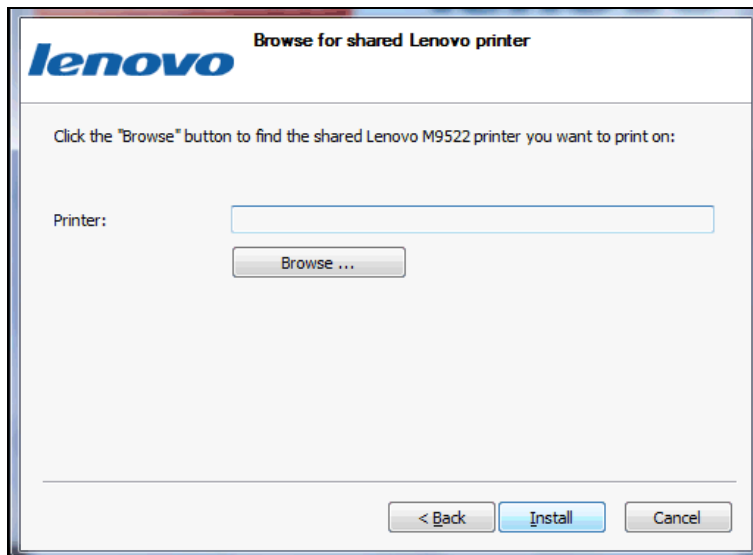 lenovo
Browse for shared Lenovo printer
Click the "Browse" button to find the shared Lenovo M9522 printer you want to print on:
Printer:
Browse ...
< Back
Install
Cancel